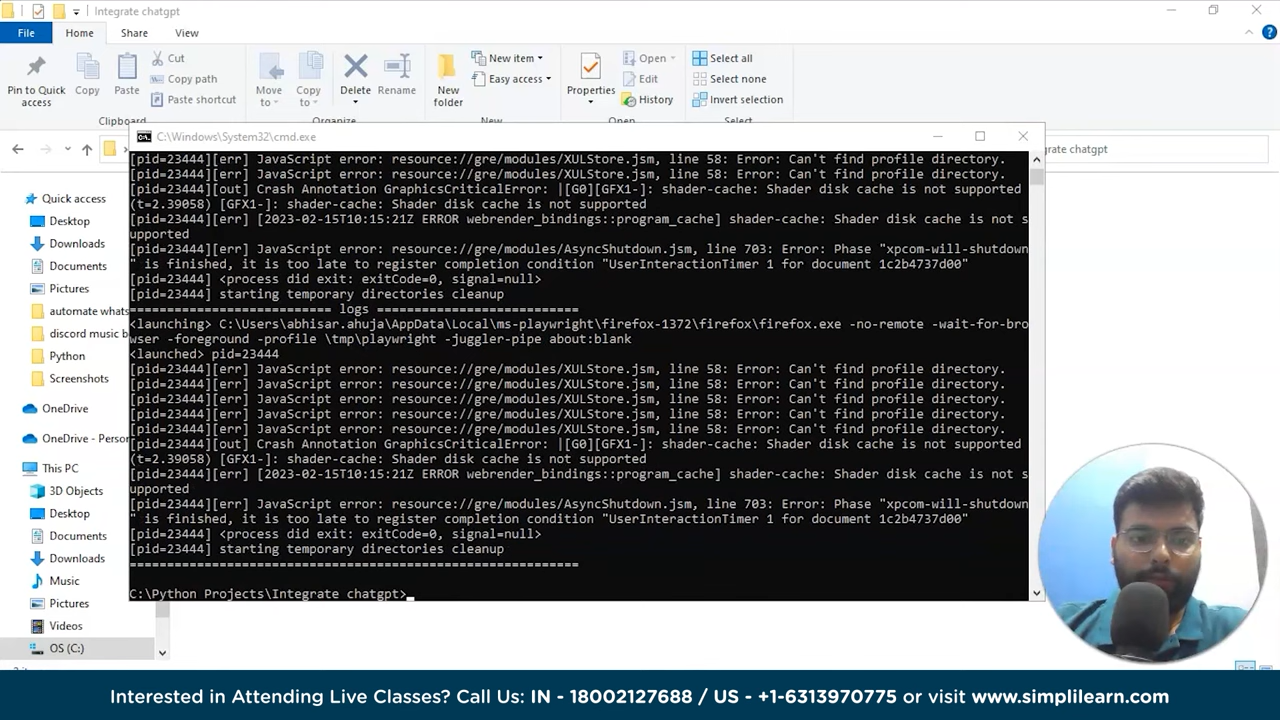 Integrate chatgpt
File
Home
Share
View
Pin to Quick access
Copy
Paste
Cut
Copy path
Paste shortcut
Move to
Copy to
Delete
Rename
New folder
New item
Easy access
Properties
Open
Edit
History
Select all
Select none
Invert selection
Clipboard
Organize
New
Open
Select
grate chatgpt
C:\Windows\System32\cmd.exe
[pid=23444][err] JavaScript error: resource://gre/modules/XULStore.jsm, line 58: Error: Can't find profile directory.
[pid=23444][err] JavaScript error: resource://gre/modules/XULStore.jsm, line 58: Error: Can't find profile directory.
[pid=23444][out] Crash Annotation GraphicsCriticalError: |[G0][GFX1-]: shader-cache: Shader disk cache is not supported
(t=2.39058) [GFX1-]: shader-cache: Shader disk cache is not supported
[pid=23444][err] [2023-02-15T10:15:21Z ERROR webrender_bindings::program_cache] shader-cache: Shader disk cache is not s
upported
[pid=23444][err] JavaScript error: resource://gre/modules/AsyncShutdown.jsm, line 703: Error: Phase "xpcom-will-shutdown
" is finished, it is too late to register completion condition "UserInteractionTimer 1 for document 1c2b4737d00"
[pid=23444] <process did exit: exitCode=0, signal=null>
[pid=23444] starting temporary directories cleanup
=========================== logs ===========================
<launching> C:\Users\abhisar.ahuja\AppData\Local\ms-playwright\firefox-1372\firefox\firefox.exe -no-remote -wait-for-bro
wser -foreground -profile \tmp\playwright -juggler-pipe about:blank
<launched> pid=23444
[pid=23444][err] JavaScript error: resource://gre/modules/XULStore.jsm, line 58: Error: Can't find profile directory.
[pid=23444][err] JavaScript error: resource://gre/modules/XULStore.jsm, line 58: Error: Can't find profile directory.
[pid=23444][err] JavaScript error: resource://gre/modules/XULStore.jsm, line 58: Error: Can't find profile directory.
[pid=23444][err] JavaScript error: resource://gre/modules/XULStore.jsm, line 58: Error: Can't find profile directory.
[pid=23444][err] JavaScript error: resource://gre/modules/XULStore.jsm, line 58: Error: Can't find profile directory.
[pid=23444][out] Crash Annotation GraphicsCriticalError: |[G0][GFX1-]: shader-cache: Shader disk cache is not supported
(t=2.39058) [GFX1-]: shader-cache: Shader disk cache is not supported
[pid=23444][err] [2023-02-15T10:15:21Z ERROR webrender_bindings::program_cache] shader-cache: Shader disk cache is not s
upported
[pid=23444][err] JavaScript error: resource://gre/modules/AsyncShutdown.jsm, line 703: Error: Phase "xpcom-will-shutdown
" is finished, it is too late to register completion condition "UserInteractionTimer 1 for document 1c2b4737d00"
[pid=23444] <process did exit: exitCode=0, signal=null>
[pid=23444] starting temporary directories cleanup
============================================================
C:\Python Projects\Integrate chatgpt>
Quick access
Desktop
Downloads
Documents
Pictures
automate whats
discord music b
Python
Screenshots
OneDrive
OneDrive - Person
This PC
3D Objects
Desktop
Documents
Downloads
Music
Pictures
Videos
OS (C:)
Interested in Attending Live Classes? Call Us: IN - 18002127688 / US - +1-6313970775 or visit www.simplilearn.com